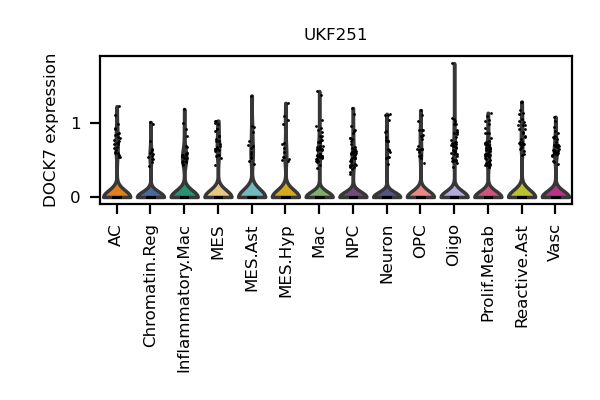 UKF251
DOCK7 expression
1
0
AC
Chromatin.Reg
Inflammatory.Mac
MES
MES.Ast
MES.Hyp
Mac
NPC
Neuron
OPC
Oligo
Prolif.Metab
Reactive.Ast
Vasc